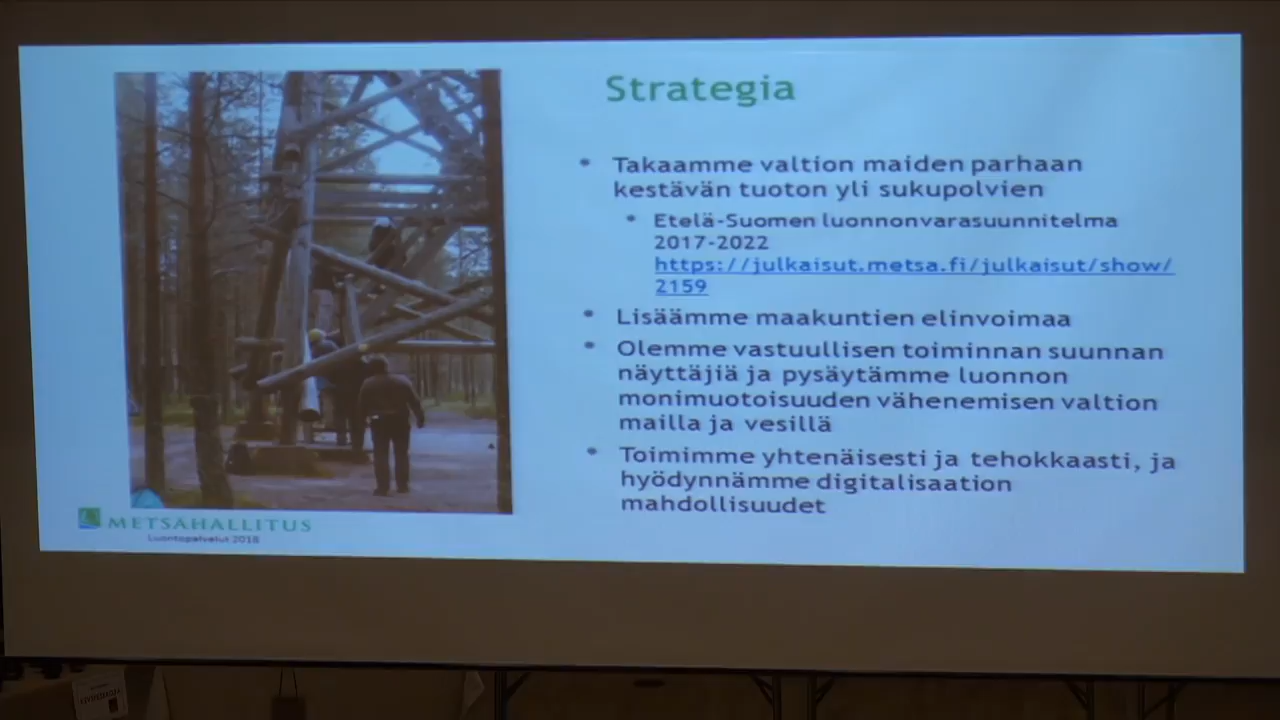 Strategia
• Takaamme valtion maiden parhaan
kestävän tuoton yli sukupolvien
• Etelä-Suomen luonnonvarasuunnitelma
2017-2022
https://julkaisut.metsa.fi/julkaisut/show/
2159
• Lisäämme maakuntien elinvoimaa
• Olemme vastuullisen toiminnan suunnan
näyttäjiä ja pysäytämme luonnon
monimuotoisuuden vähenemisen valtion
mailla ja vesillä
• Toimimme yhtenäisesti ja tehokkaasti, ja
hyödynnämme digitalisaation
mahdollisuudet
METSÄHALLITUS
Luontopalvelut 2018